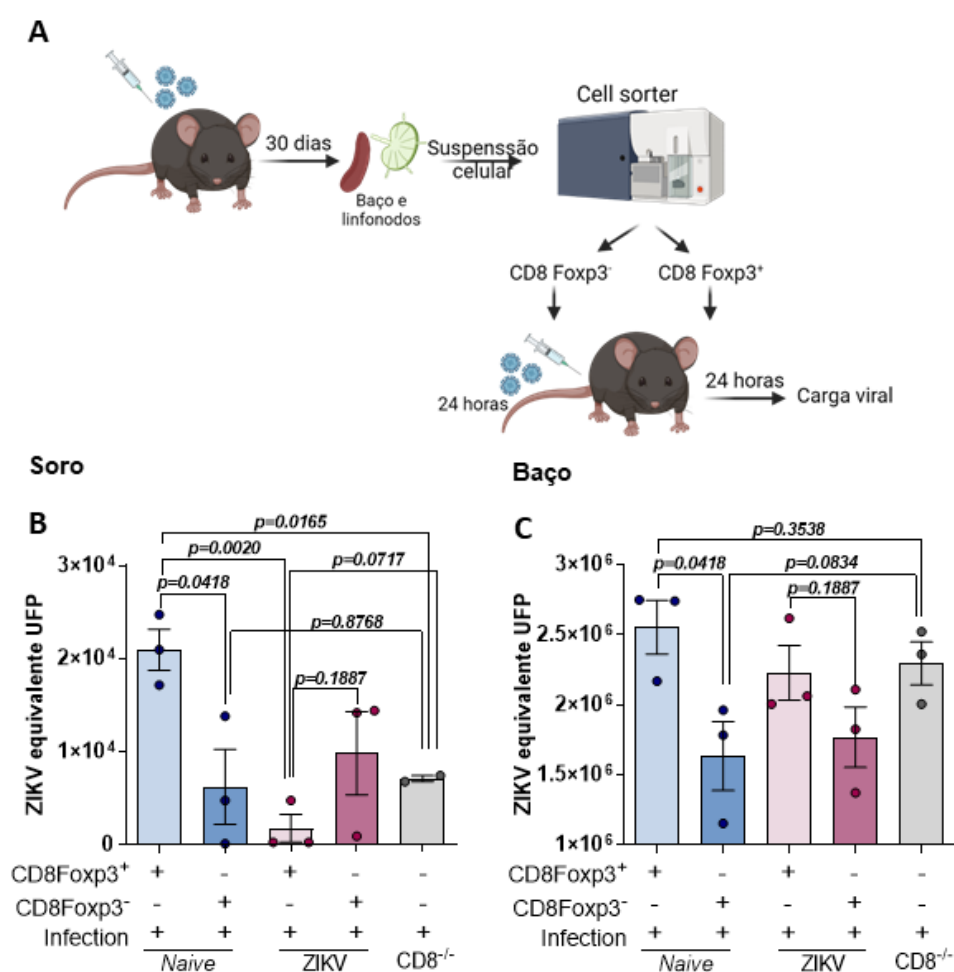 A
Cell sorter
30 dias
Suspenssão
celular
Baço e
linfonodos
CD8 Foxp3⁻
CD8 Foxp3⁺
24 horas
24 horas
Carga viral
Soro
B
ZIKV equivalente UFP
3×10⁴
2×10⁴
1×10⁴
0
p=0.0165
p=0.0020
p=0.0717
p=0.0418
p=0.8768
p=0.1887
CD8Foxp3⁺ + - + - -
CD8Foxp3⁻ - + - + -
Infection + + + + +
Naive ZIKV CD8⁻/⁻
Baço
C
ZIKV equivalente UFP
3×10⁶
2.5×10⁶
2×10⁶
1.5×10⁶
1×10⁶
p=0.3538
p=0.0418
p=0.0834
p=0.1887
CD8Foxp3⁺ + - + - -
CD8Foxp3⁻ - + - + -
Infection + + + + +
Naive ZIKV CD8⁻/⁻